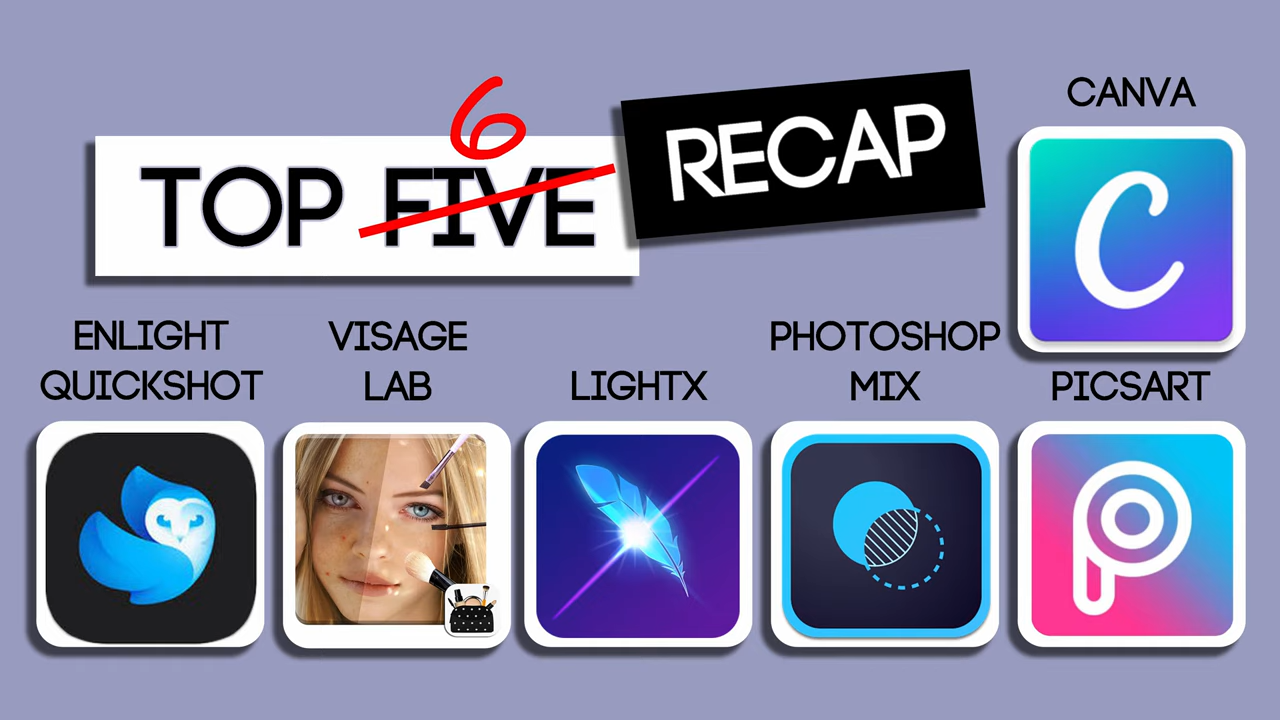 6
TOP FIVE
RECAP
CANVA
C
ENLIGHT
QUICKSHOT
VISAGE
LAB
LIGHTX
PHOTOSHOP
MIX
PICSART
P